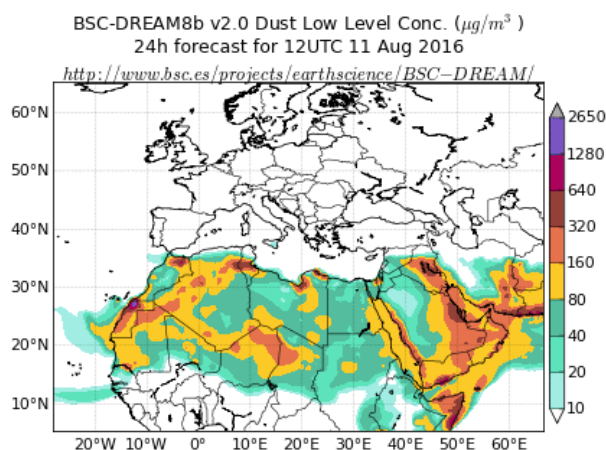 BSC-DREAM8b v2.0 Dust Low Level Conc. (μg/m³ )
24h forecast for 12UTC 11 Aug 2016
http://www.bsc.es/projects/earthscience/BSC−DREAM/
60°N
50°N
40°N
30°N
20°N
10°N
20°W 10°W 0° 10°E 20°E 30°E 40°E 50°E 60°E
2650
1280
640
320
160
80
40
20
10